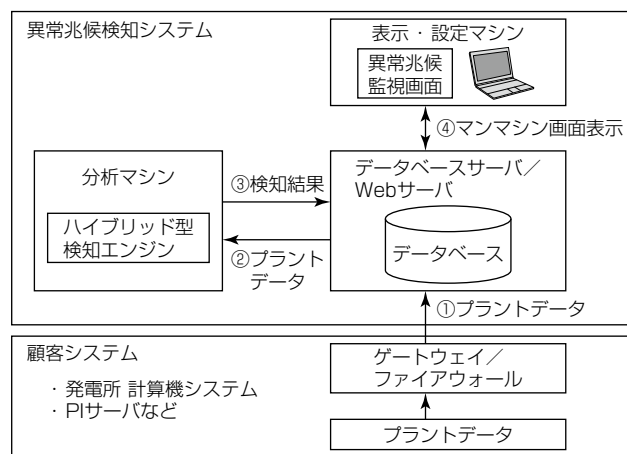 異常兆候検知システム
表示・設定マシン
異常兆候
監視画面
④マンマシン画面表示
分析マシン
ハイブリッド型
検知エンジン
③検知結果
②プラント
データ
データベースサーバ／
Webサーバ
データベース
①プラントデータ
顧客システム
・発電所 計算機システム
・PIサーバなど
ゲートウェイ／
ファイアウォール
プラントデータ